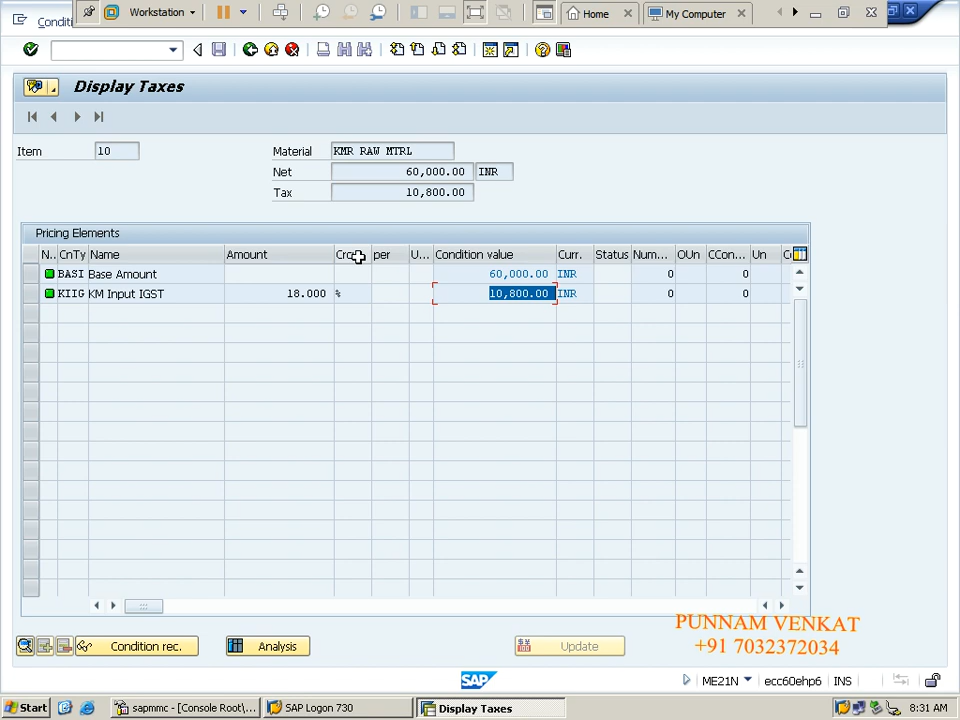 Conditi
Workstation
Home
My Computer
Display Taxes
Item 10 Material KMR RAW MTRL
Net 60,000.00 INR
Tax 10,800.00
Pricing Elements
N.. CnTy Name Amount Crcy per U... Condition value Curr. Status Num... OUn CCon... Un
BASI Base Amount 60,000.00 INR 0 0
KIIG KM Input IGST 18.000 % 10,800.00 INR 0 0
PUNNAM VENKAT
+91 7032372034
Condition rec. Analysis Update
SAP ME21N ecc60ehp6 INS
Start sapmmc - [Console Root\... SAP Logon 730 Display Taxes 8:31 AM